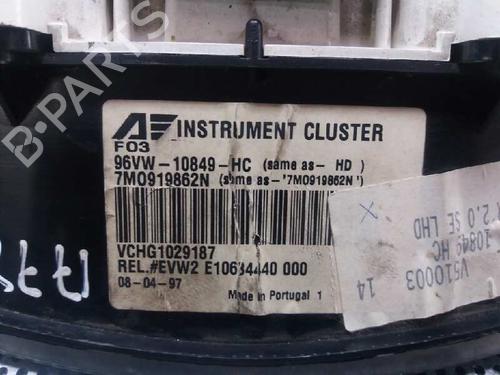 B-PARTS
AF INSTRUMENT CLUSTER
F03
96VW-10849-HC (same as- HD )
7M0919862N (same as-'7M0919862N')
VCHG1029187
REL.#EVW2 E10634440 000
08-04-97
Made in Portugal 1
X
2.0 SE LHD
10849 HC
V510003 14